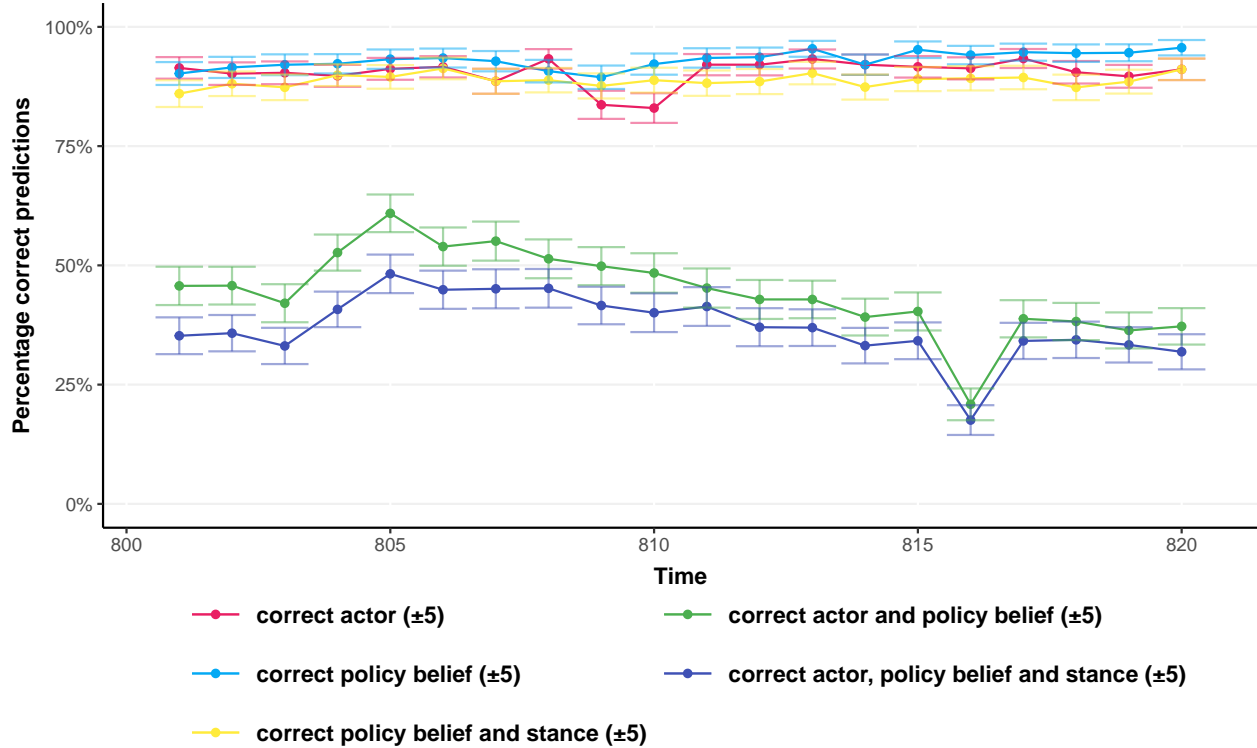 100%
75%
50%
25%
0%
Percentage correct predictions
800 805 810 815 820
Time
correct actor (±5)
correct actor and policy belief (±5)
correct policy belief (±5)
correct actor, policy belief and stance (±5)
correct policy belief and stance (±5)